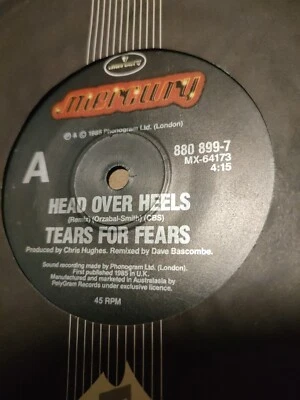 mercury
mercury
℗ & © 1985 Phonogram Ltd. (London)
A
880 899-7
MX-64173
4:15
HEAD OVER HEELS
(Remix) (Orzabal-Smith) (CBS)
TEARS FOR FEARS
Produced by Chris Hughes. Remixed by Dave Bascombe.
Sound recording made by Phonogram Ltd. (London).
First published 1985 in U.K.
Manufactured and marketed in Australasia by
PolyGram Records under exclusive licence.
45 RPM